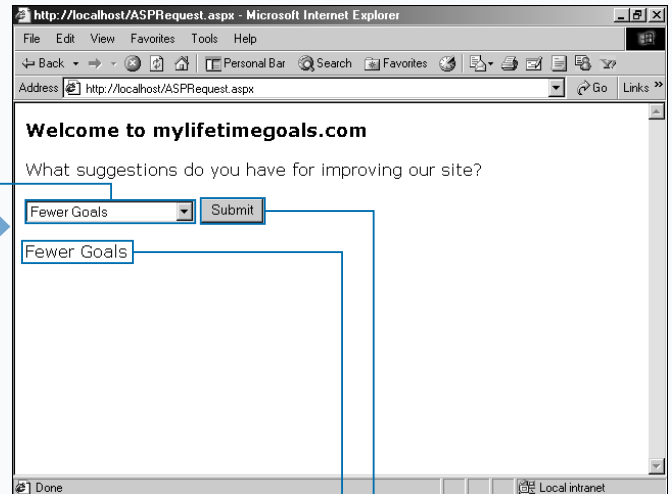 http://localhost/ASPRequest.aspx - Microsoft Internet Explorer
File Edit View Favorites Tools Help
Back Personal Bar Search Favorites
Address http://localhost/ASPRequest.aspx Go Links »
Welcome to mylifetimegoals.com
What suggestions do you have for improving our site?
Fewer Goals Submit
Fewer Goals
Done Local intranet